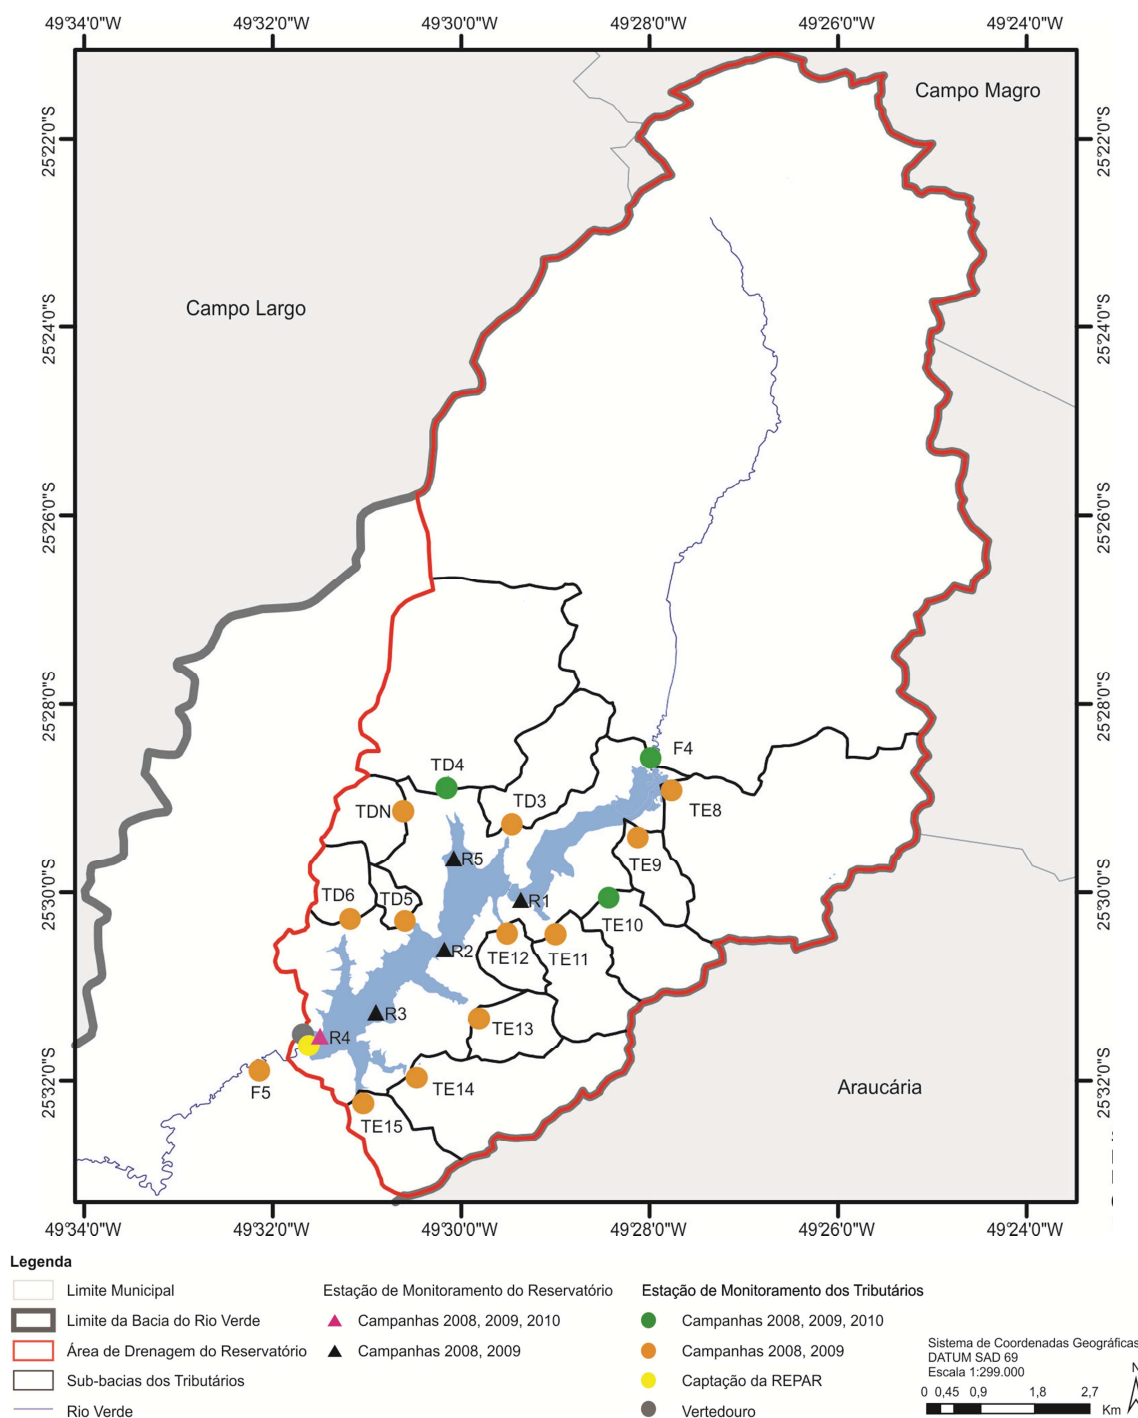 49°34'0"W 49°32'0"W 49°30'0"W 49°28'0"W 49°26'0"W 49°24'0"W
Campo Magro
25°22'0"S 25°22'0"S
Campo Largo
25°24'0"S 25°24'0"S
25°26'0"S 25°26'0"S
25°28'0"S 25°28'0"S
F4
TD4
TDN TD3 TE8
R5 TE9
25°30'0"S 25°30'0"S
TD6 TD5 R1
TE10
R2 TE12 TE11
R3 TE13
R4
25°32'0"S 25°32'0"S
F5 TE14 Araucária
TE15
49°34'0"W 49°32'0"W 49°30'0"W 49°28'0"W 49°26'0"W 49°24'0"W
Legenda
Limite Municipal
Limite da Bacia do Rio Verde
Área de Drenagem do Reservatório
Sub-bacias dos Tributários
Rio Verde
Estação de Monitoramento do Reservatório
Campanhas 2008, 2009, 2010
Campanhas 2008, 2009
Estação de Monitoramento dos Tributários
Campanhas 2008, 2009, 2010
Campanhas 2008, 2009
Captação da REPAR
Vertedouro
Sistema de Coordenadas Geográficas
DATUM SAD 69
Escala 1:299.000
0 0,45 0,9 1,8 2,7
Km
N